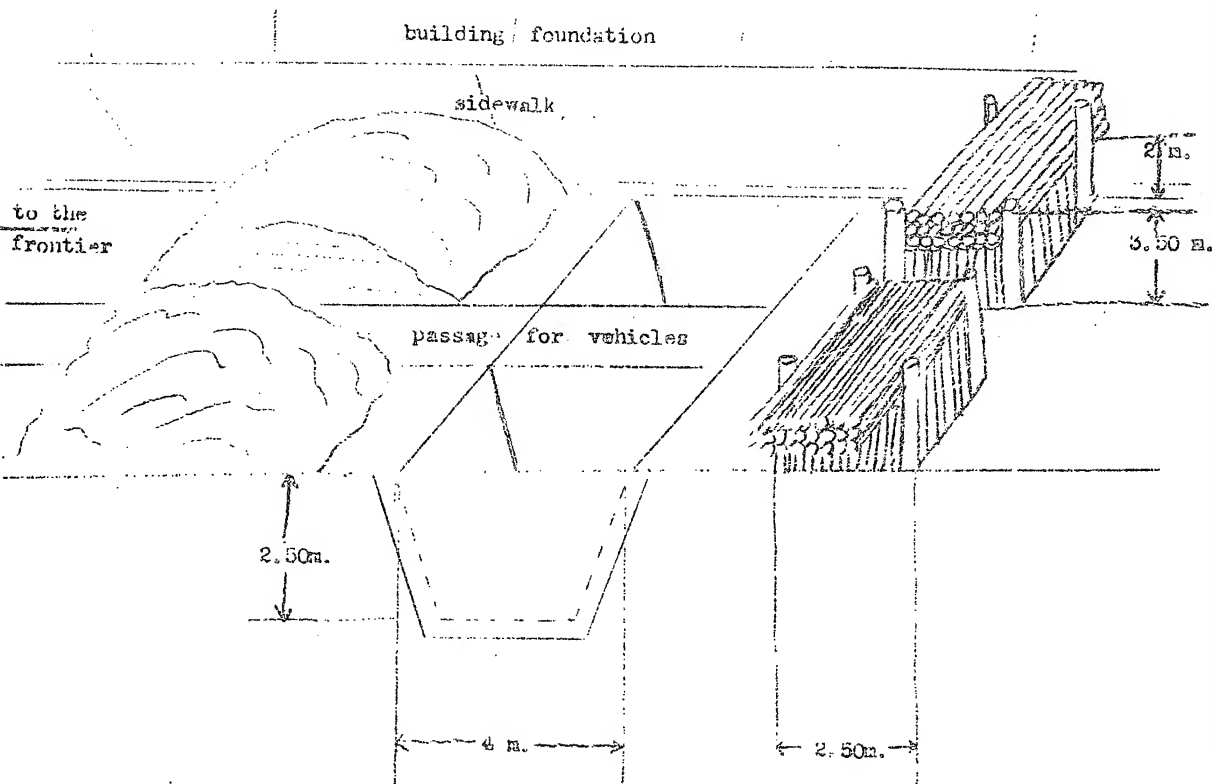 building foundation
sidewalk
2 m.
to the
frontier
3.50 m.
passage for vehicles
2.50m.
4 m.
2.50m.